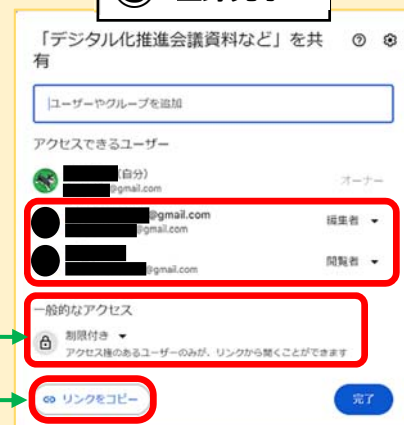 「デジタル化推進会議資料など」を共
有
ユーザーやグループを追加
アクセスできるユーザー
(自分)
@gmail.com
オーナー
@gmail.com
@gmail.com
編集者
@gmail.com
閲覧者
一般的なアクセス
制限付き
アクセス権のあるユーザーのみが、リンクから開くことができます
リンクをコピー
完了